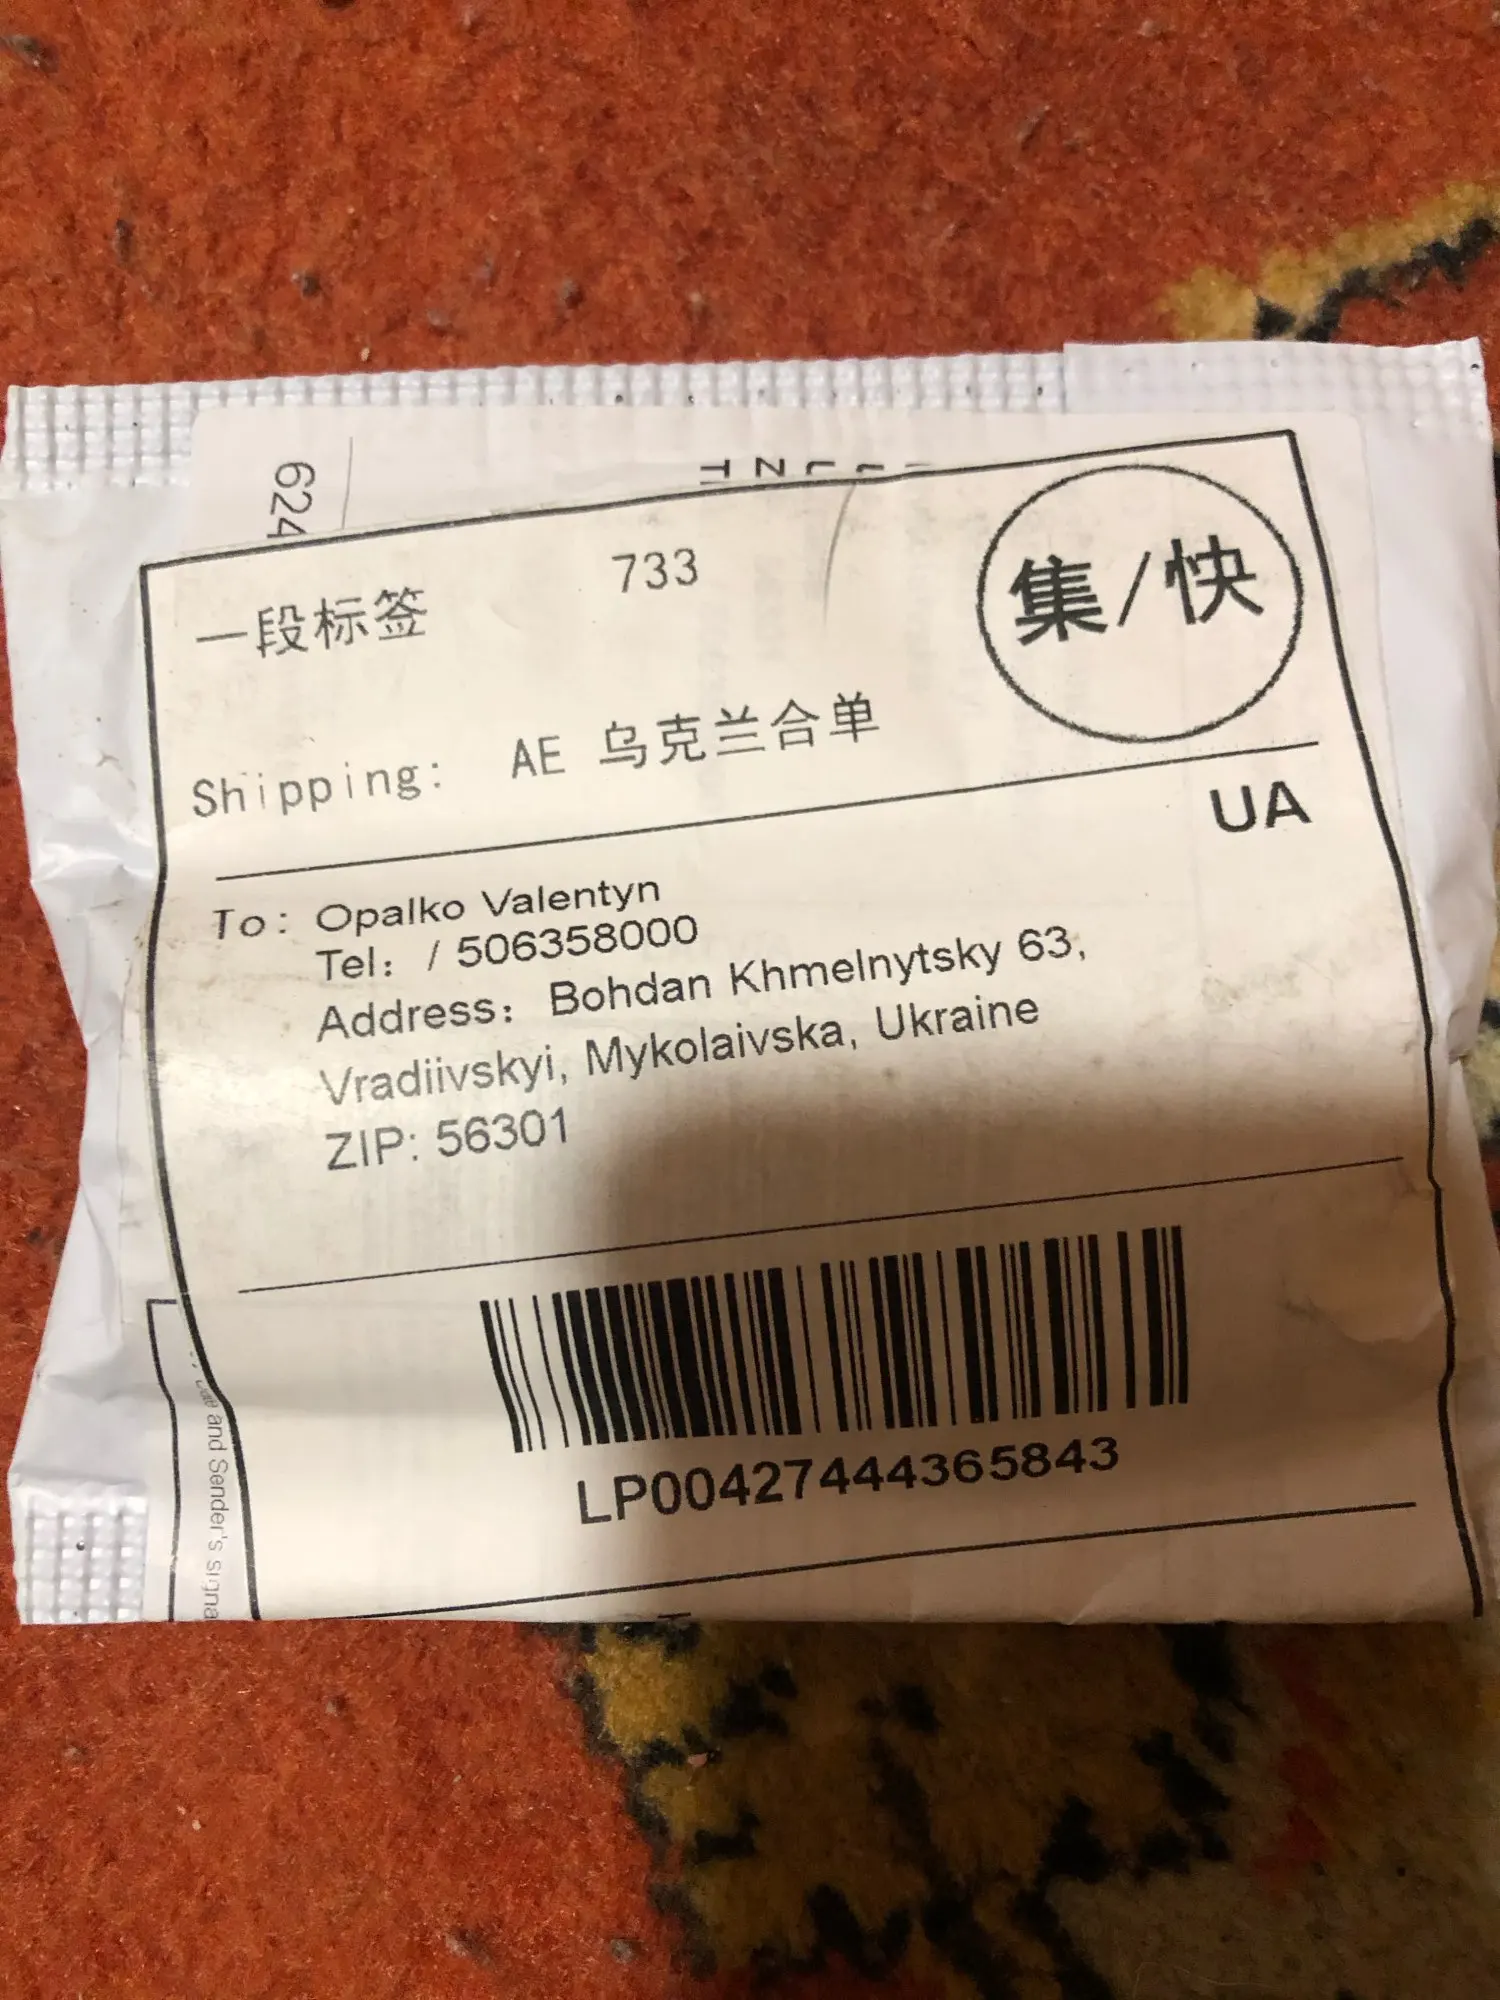 624
733
集/快
一段标签
Shipping: AE 乌克兰合单
UA
To: Opalko Valentyn
Tel: / 506358000
Address: Bohdan Khmelnytsky 63,
Vradiivskyi, Mykolaivska, Ukraine
ZIP: 56301
LP00427444365843
and Sender's signa